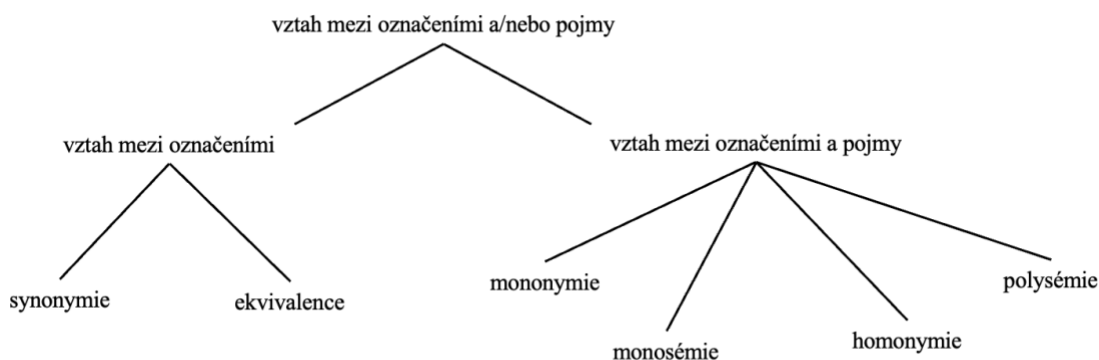 vztah mezi označeními a/nebo pojmy
vztah mezi označeními
vztah mezi označeními a pojmy
synonymie
ekvivalence
mononymie
monosémie
homonymie
polysémie